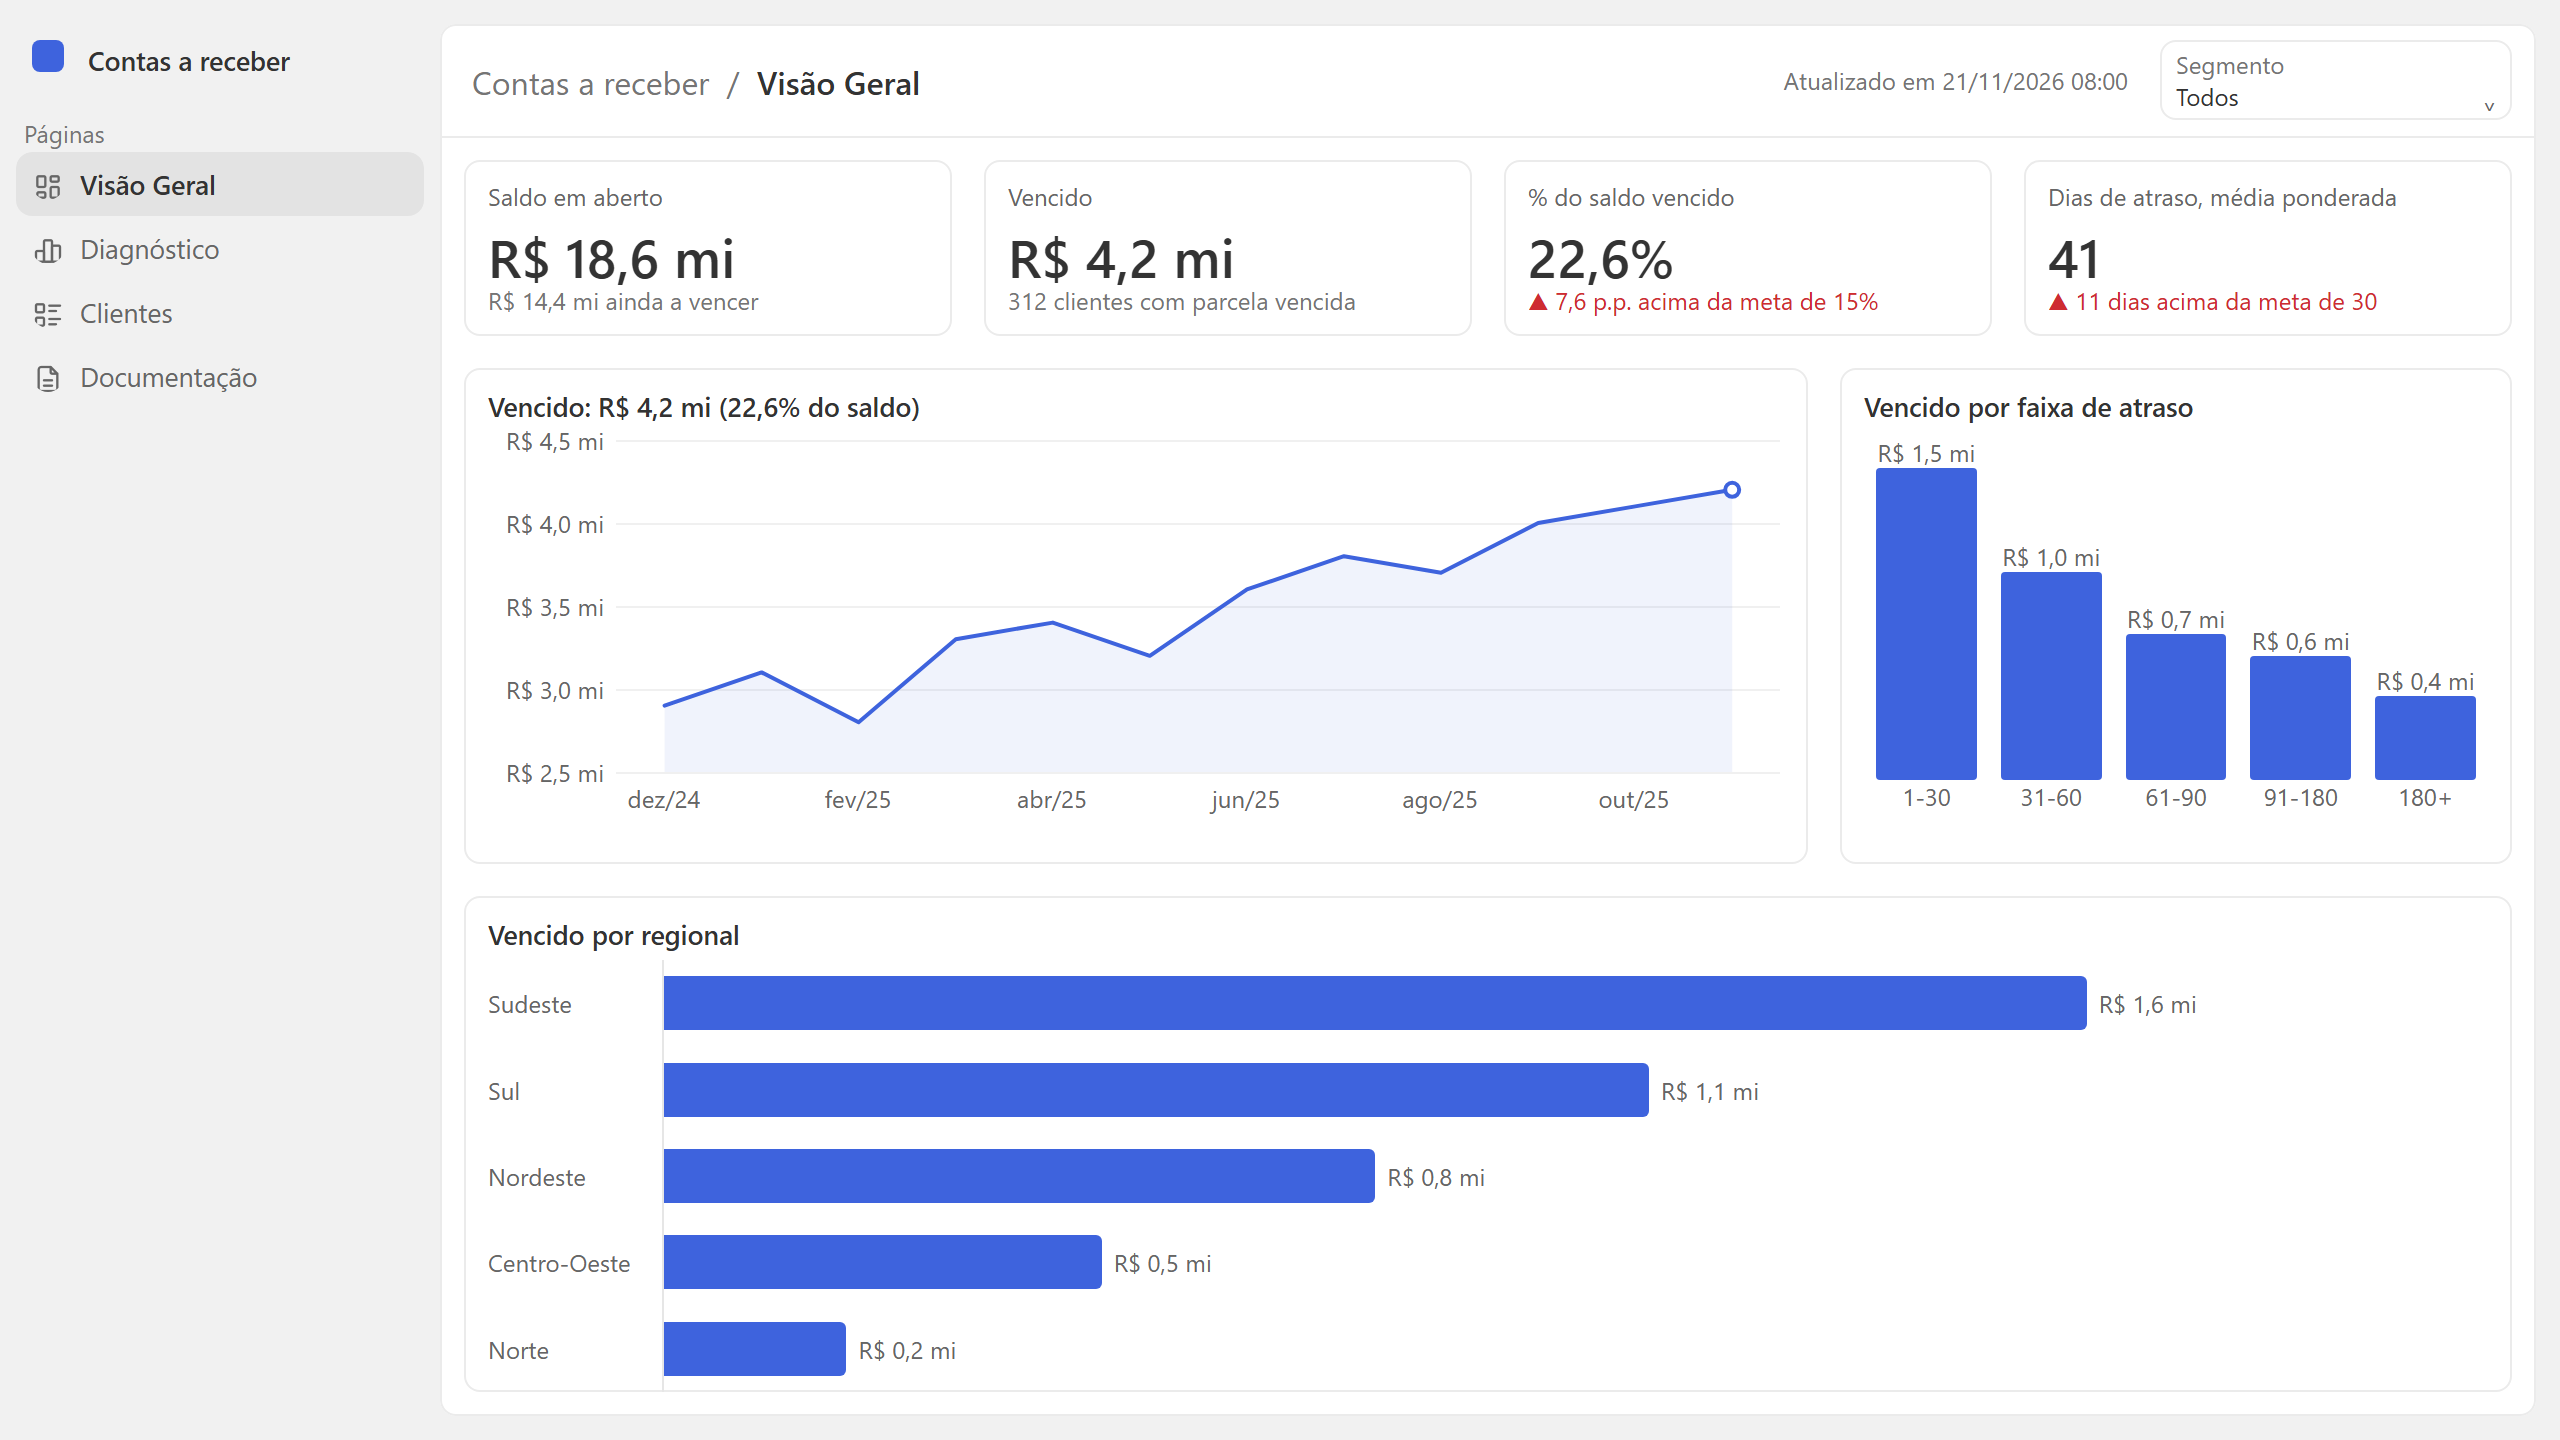 Contas a receber
Páginas
Visão Geral
Diagnóstico
Clientes
Documentação
Contas a receber / Visão Geral
Atualizado em 21/11/2026 08:00
Segmento
Todos
Saldo em aberto
R$ 18,6 mi
R$ 14,4 mi ainda a vencer
Vencido
R$ 4,2 mi
312 clientes com parcela vencida
% do saldo vencido
22,6%
▲ 7,6 p.p. acima da meta de 15%
Dias de atraso, média ponderada
41
▲ 11 dias acima da meta de 30
Vencido: R$ 4,2 mi (22,6% do saldo)
R$ 4,5 mi
R$ 4,0 mi
R$ 3,5 mi
R$ 3,0 mi
R$ 2,5 mi
dez/24 fev/25 abr/25 jun/25 ago/25 out/25
Vencido por faixa de atraso
R$ 1,5 mi
R$ 1,0 mi
R$ 0,7 mi
R$ 0,6 mi
R$ 0,4 mi
1-30 31-60 61-90 91-180 180+
Vencido por regional
Sudeste R$ 1,6 mi
Sul R$ 1,1 mi
Nordeste R$ 0,8 mi
Centro-Oeste R$ 0,5 mi
Norte R$ 0,2 mi